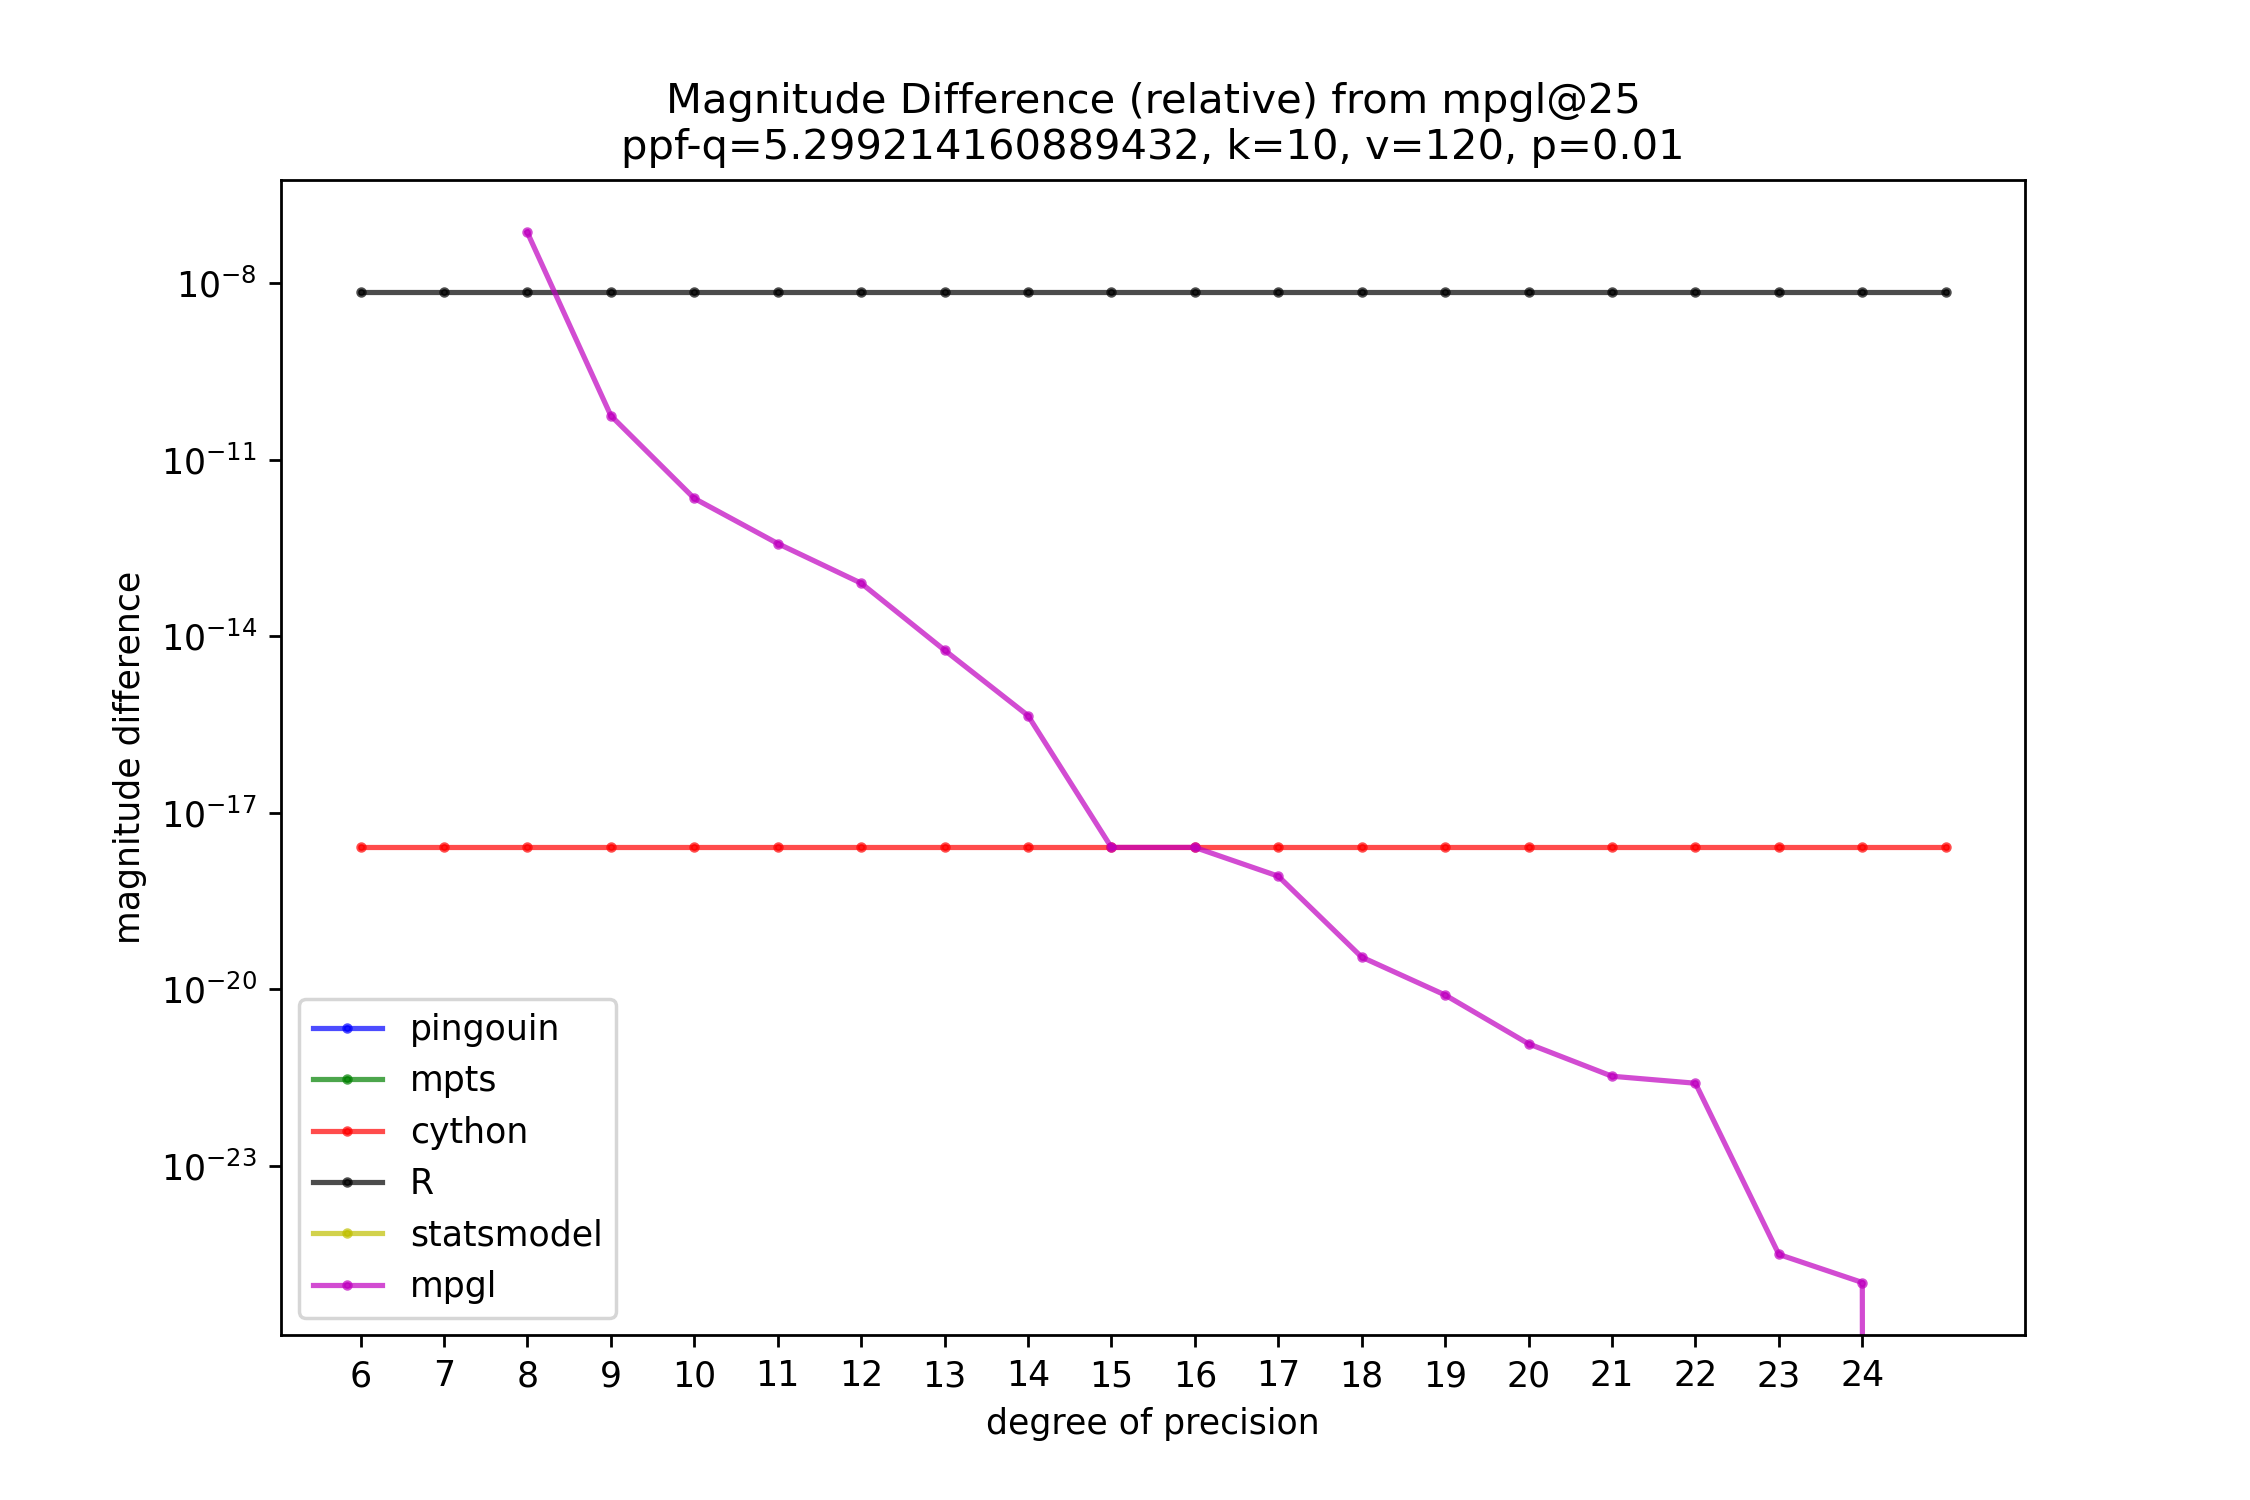 Magnitude Difference (relative) from mpgl@25
ppf-q=5.299214160889432, k=10, v=120, p=0.01
magnitude difference
10⁻⁸
10⁻¹¹
10⁻¹⁴
10⁻¹⁷
10⁻²⁰
10⁻²³
pingouin
mpts
cython
R
statsmodel
mpgl
6 7 8 9 10 11 12 13 14 15 16 17 18 19 20 21 22 23 24
degree of precision